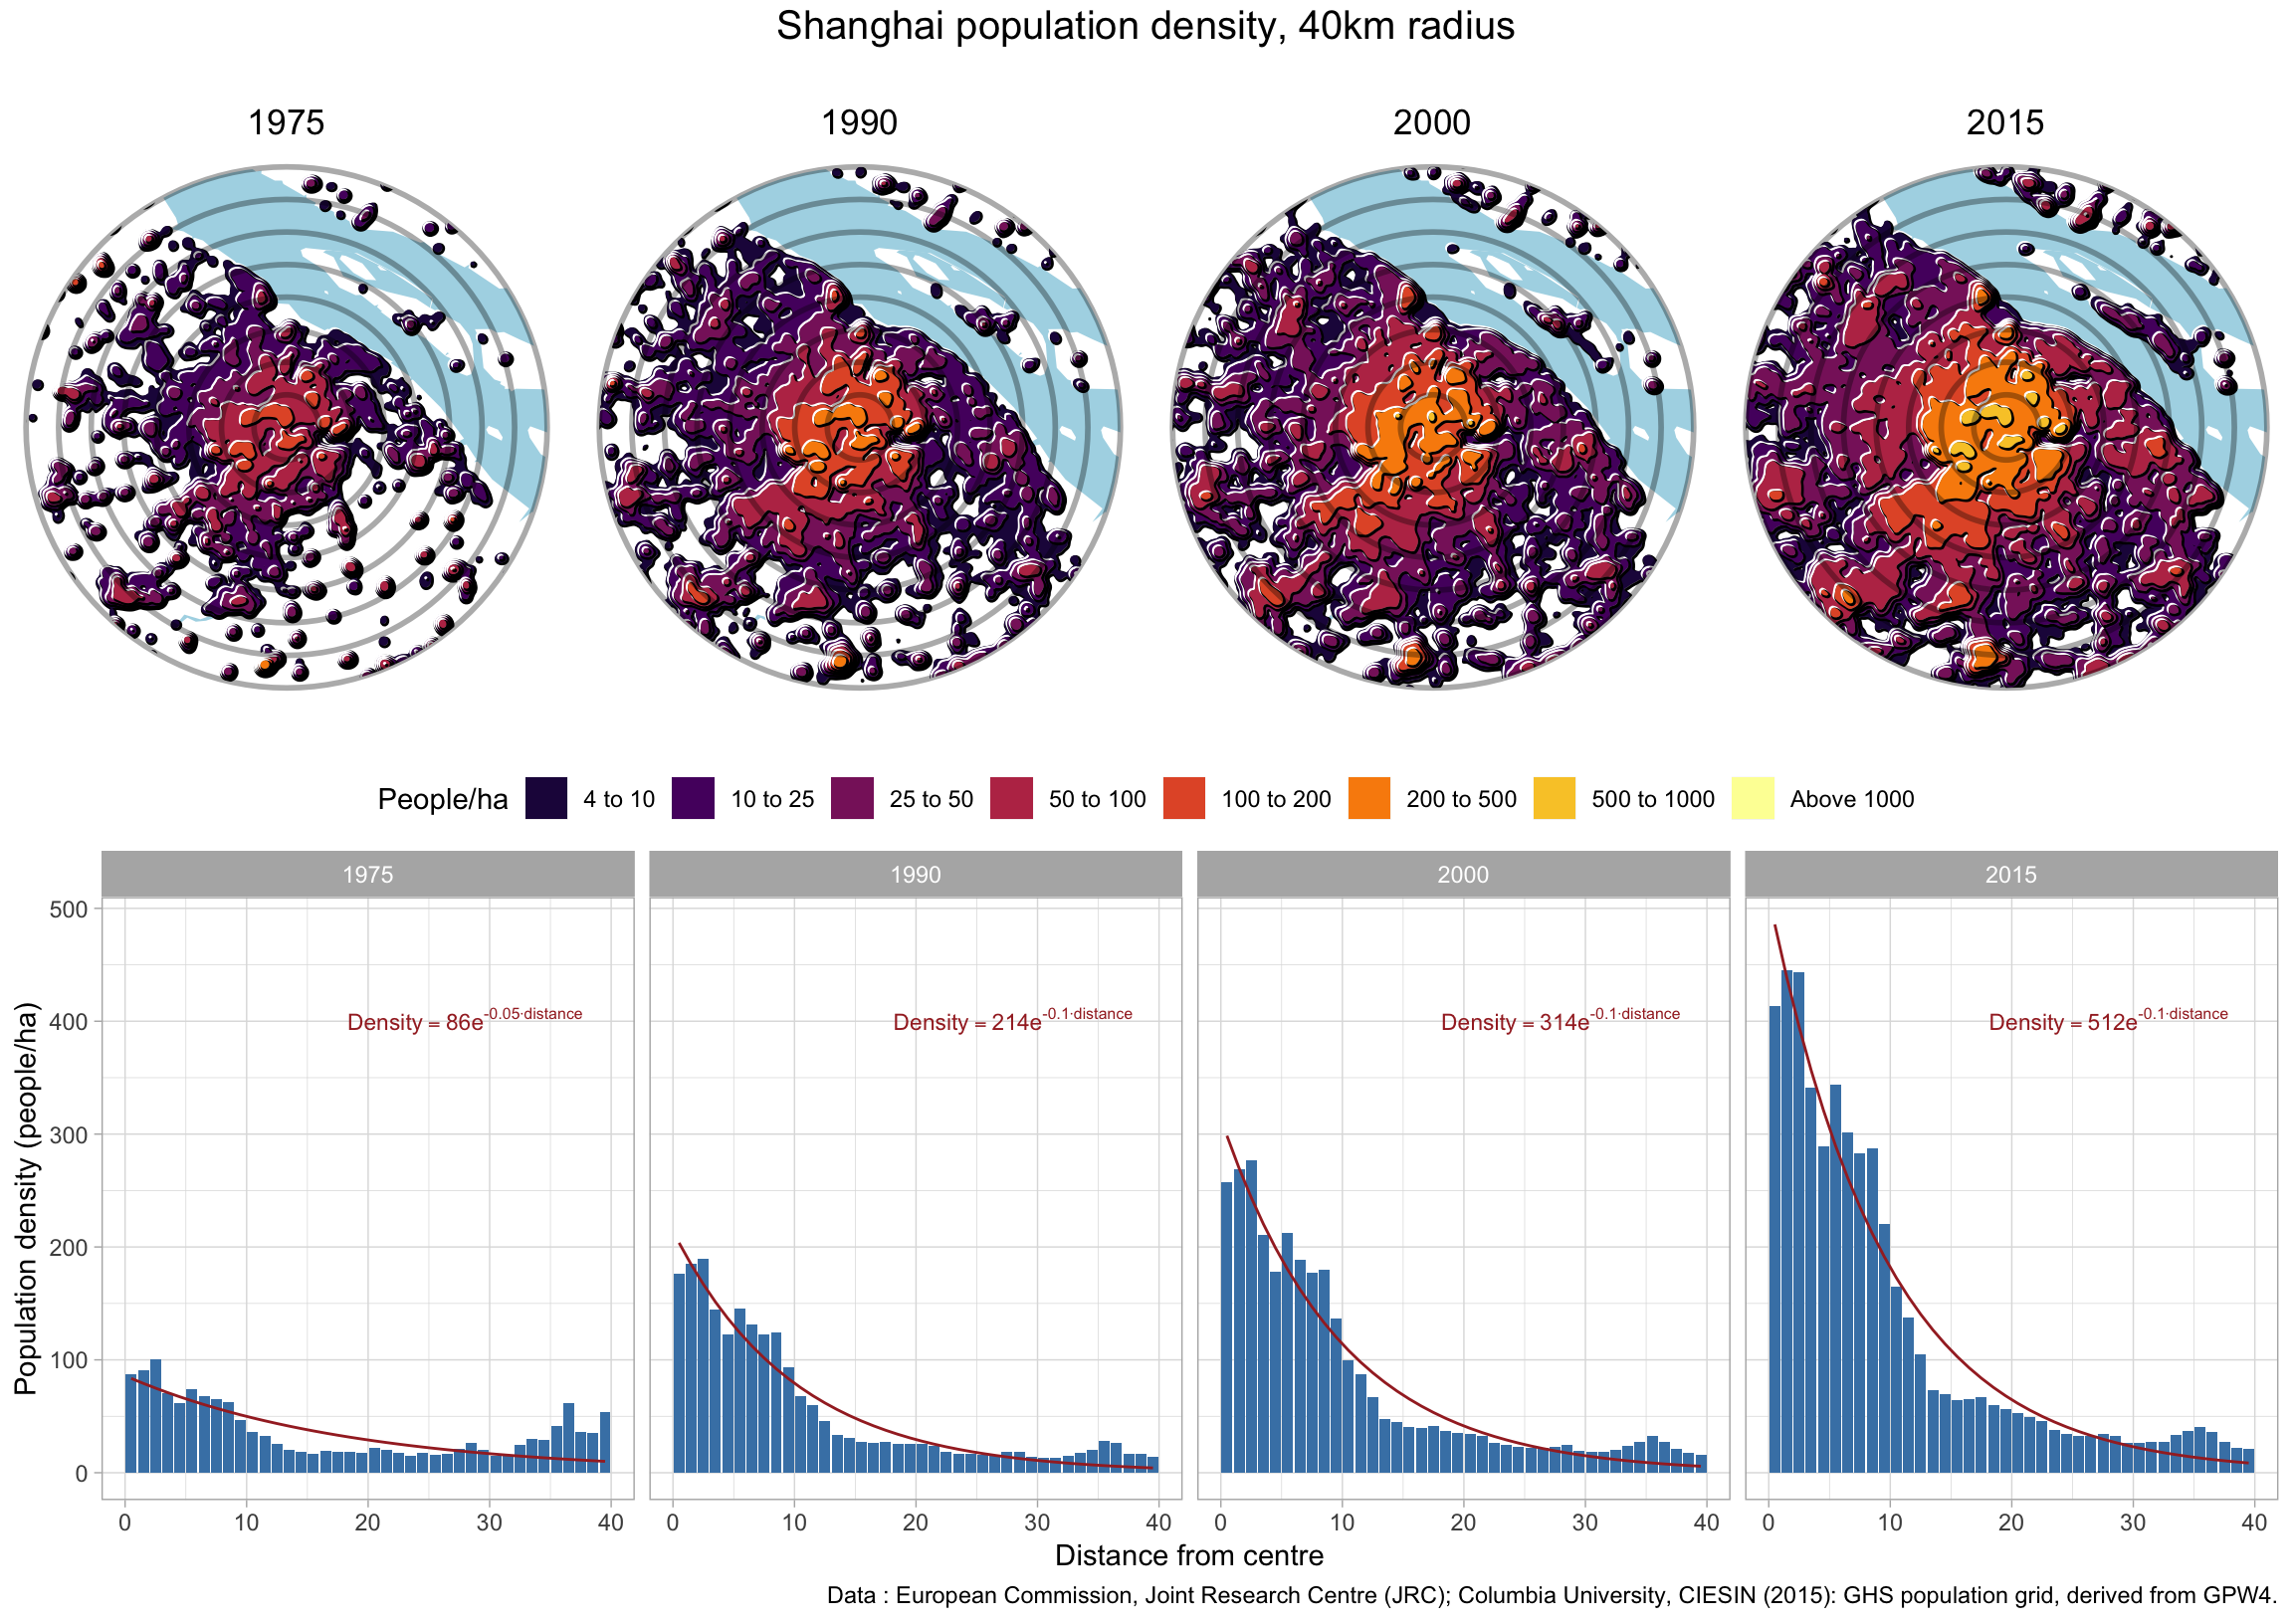 Shanghai population density, 40km radius
1975 1990 2000 2015
People/ha 4 to 10 10 to 25 25 to 50 50 to 100 100 to 200 200 to 500 500 to 1000 Above 1000
1975 1990 2000 2015
Population density (people/ha)
500
400
300
200
100
0
Density = 86e^-0.05·distance
Density = 214e^-0.1·distance
Density = 314e^-0.1·distance
Density = 512e^-0.1·distance
0 10 20 30 40 0 10 20 30 40 0 10 20 30 40 0 10 20 30 40
Distance from centre
Data : European Commission, Joint Research Centre (JRC); Columbia University, CIESIN (2015): GHS population grid, derived from GPW4.